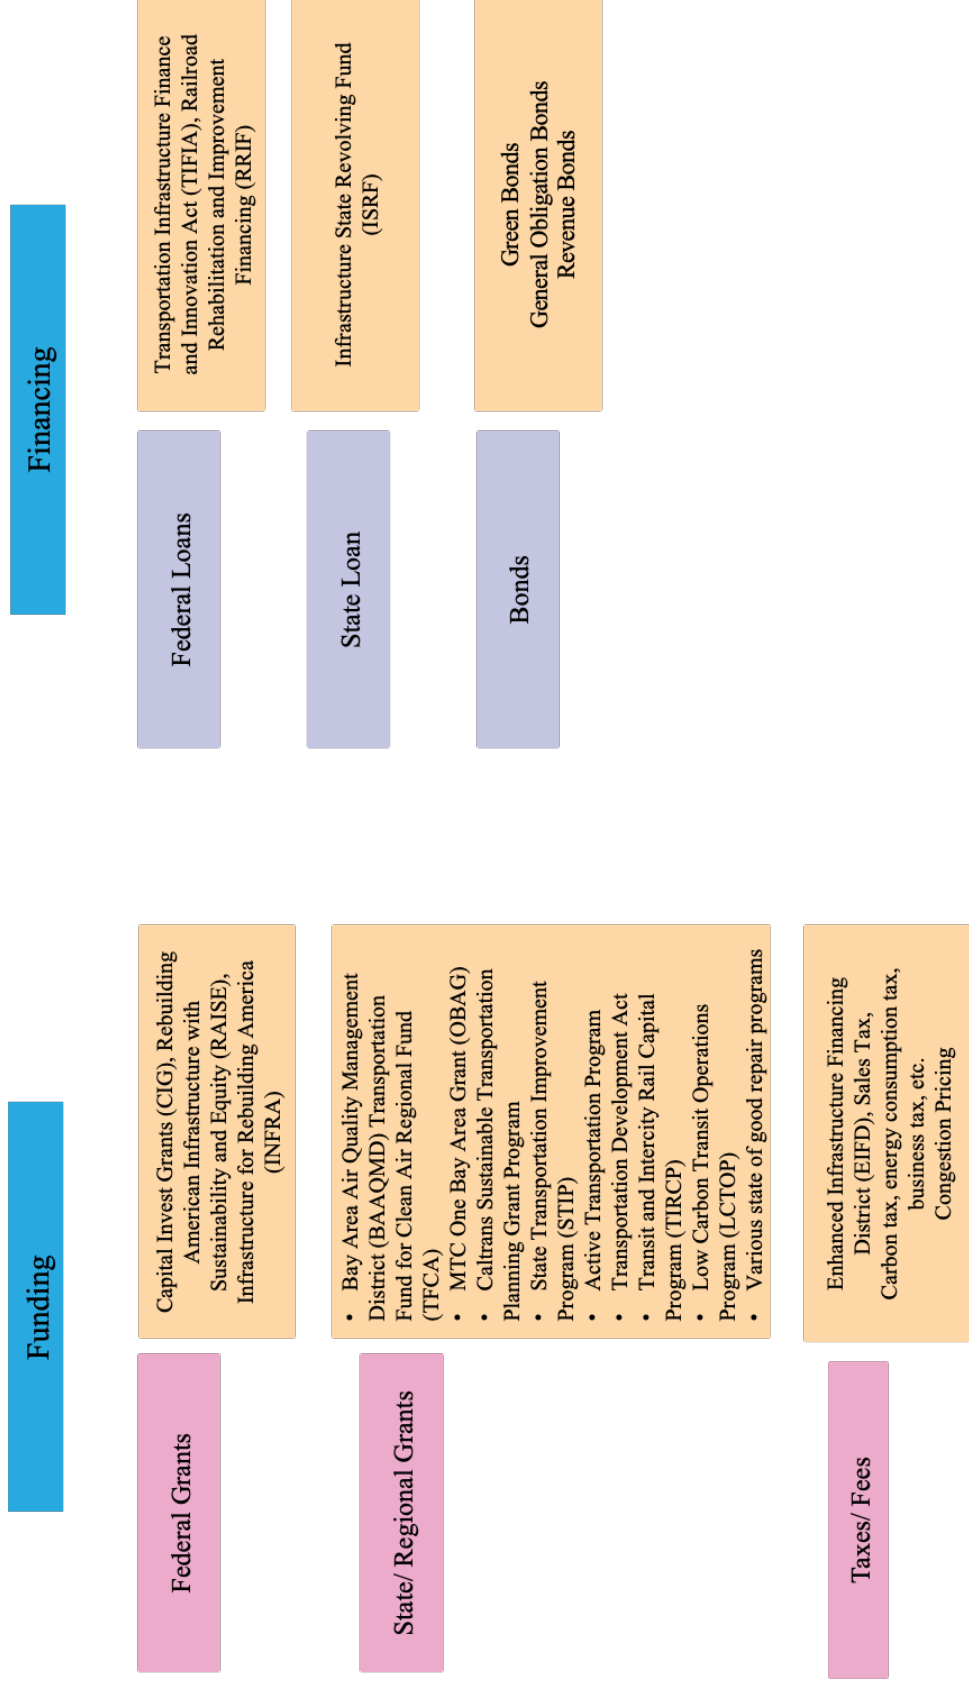 Funding
Federal Grants
Capital Invest Grants (CIG), Rebuilding
American Infrastructure with
Sustainability and Equity (RAISE),
Infrastructure for Rebuilding America
(INFRA)
State/ Regional Grants
• Bay Area Air Quality Management
District (BAAQMD) Transportation
Fund for Clean Air Regional Fund
(TFCA)
• MTC One Bay Area Grant (OBAG)
• Caltrans Sustainable Transportation
Planning Grant Program
• State Transportation Improvement
Program (STIP)
• Active Transportation Program
• Transportation Development Act
• Transit and Intercity Rail Capital
Program (TIRCP)
• Low Carbon Transit Operations
Program (LCTOP)
• Various state of good repair programs
Taxes/ Fees
Enhanced Infrastructure Financing
District (EIFD), Sales Tax,
Carbon tax, energy consumption tax,
business tax, etc.
Congestion Pricing
Financing
Federal Loans
Transportation Infrastructure Finance
and Innovation Act (TIFIA), Railroad
Rehabilitation and Improvement
Financing (RRIF)
State Loan
Infrastructure State Revolving Fund
(ISRF)
Bonds
Green Bonds
General Obligation Bonds
Revenue Bonds